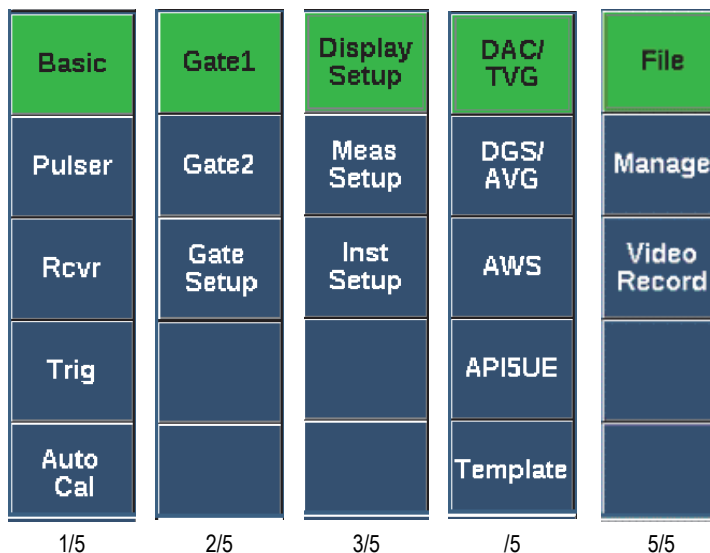 Basic
Pulser
Rcvr
Trig
Auto
Cal
1/5
Gate1
Gate2
Gate
Setup
2/5
Display
Setup
Meas
Setup
Inst
Setup
3/5
DAC/
TVG
DGS/
AVG
AWS
API5UE
Template
/5
File
Manage
Video
Record
5/5